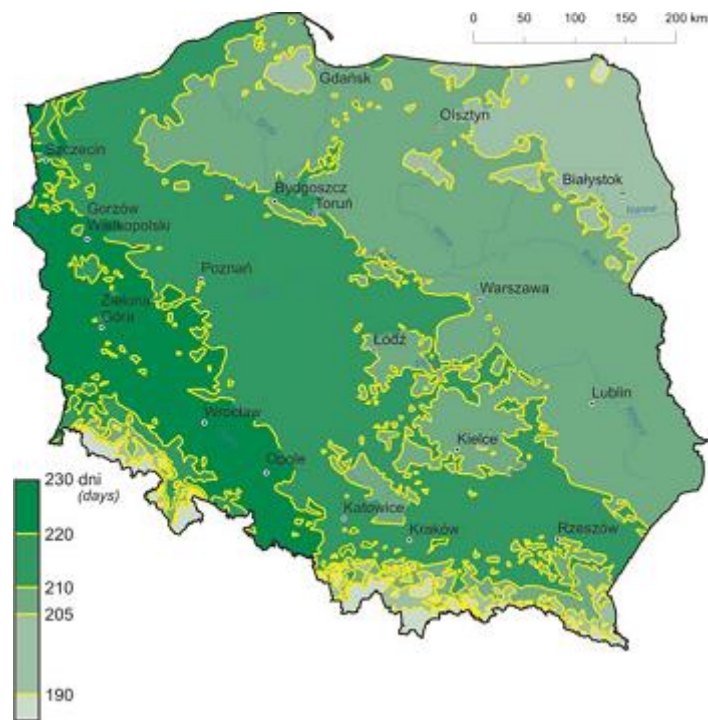 0 50 100 150 200 km
Gdańsk
Olsztyn
Szczecin
Białystok
Bydgoszcz
Toruń
Narew
Gorzów
Wielkopolski
Poznań
Warszawa
Zielona
Góra
Łódź
Lublin
Wrocław
Kielce
Opole
230 dni
(days)
Katowice
Kraków
Rzeszów
220
210
205
190